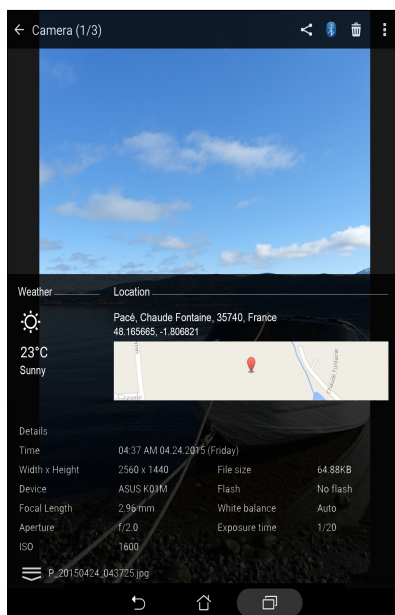 Camera (1/3)
Weather
Location
23°C
Sunny
Pacé, Chaude Fontaine, 35740, France
48.165665, -1.806821
Chaude Fontaine
Google
Details
Time 04:37 AM 04.24.2015 (Friday)
Width x Height 2560 x 1440 File size 64.88KB
Device ASUS K01M Flash No flash
Focal Length 2.96 mm White balance Auto
Aperture f/2.0 Exposure time 1/20
ISO 1600
P_20150424_043725.jpg